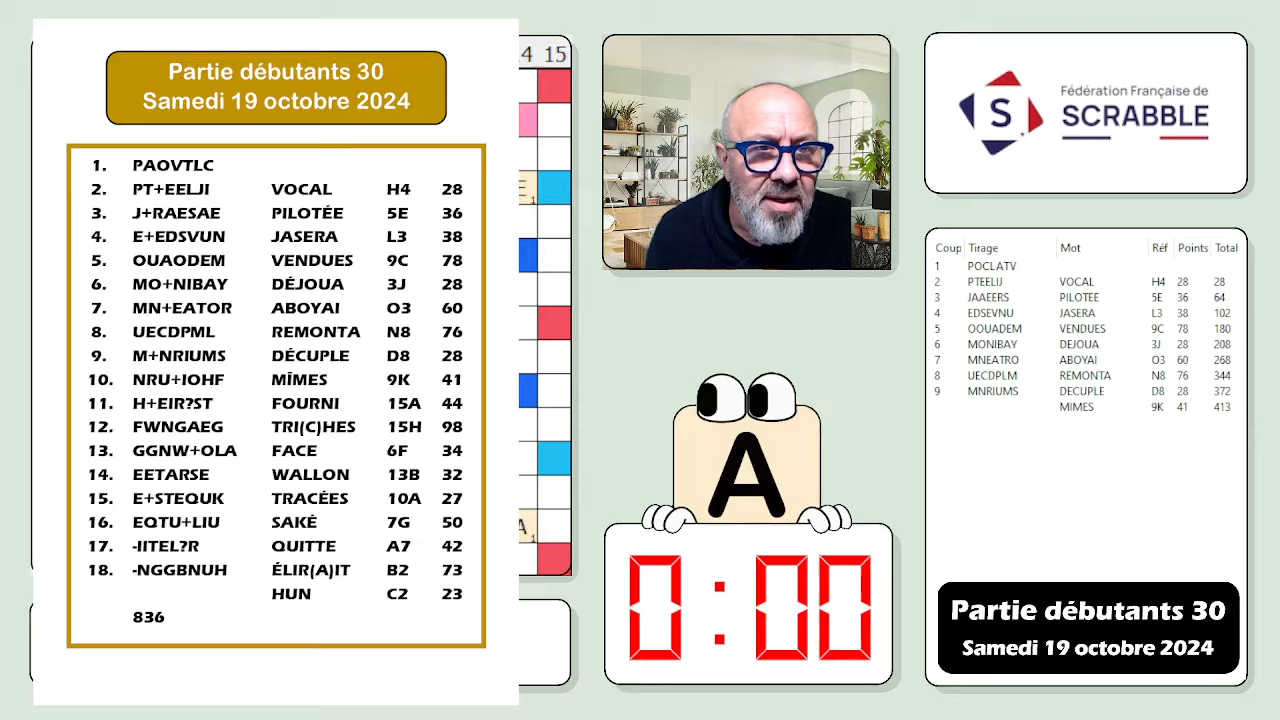 Partie débutants 30
Samedi 19 octobre 2024
1. PAOVTLC
2. PT+EELJI VOCAL H4 28
3. J+RAESAE PILOTÉE 5E 36
4. E+EDSVUN JASERA L3 38
5. OUAODEM VENDUES 9C 78
6. MO+NIBAY DÉJOUA 3J 28
7. MN+EATOR ABOYAI O3 60
8. UECDPML REMONTA N8 76
9. M+NRIUMS DÉCUPLE D8 28
10. NRU+IOHF MÎMES 9K 41
11. H+EIR?ST FOURNI 15A 44
12. FWNGAEG TRI(C)HES 15H 98
13. GGNW+OLA FACE 6F 34
14. EETARSE WALLON 13B 32
15. E+STEQUK TRACÉES 10A 27
16. EQTU+LIU SAKÉ 7G 50
17. -IITEL?R QUITTE A7 42
18. -NGGBNUH ÉLIR(A)IT B2 73
HUN C2 23
836
4 15
E1
A1
A
0:00
Fédération Française de
S SCRABBLE
Coup Tirage Mot Réf Points Total
1 POCLATV
2 PTEELIJ VOCAL H4 28 28
3 JAAEERS PILOTEE 5E 36 64
4 EDSEVNU JASERA L3 38 102
5 OOUADEM VENDUES 9C 78 180
6 MONIBAY DEJOUA 3J 28 208
7 MNEATRO ABOYAI O3 60 268
8 UECDPLM REMONTA N8 76 344
9 MNRIUMS DECUPLE D8 28 372
MIMES 9K 41 413
Partie débutants 30
Samedi 19 octobre 2024